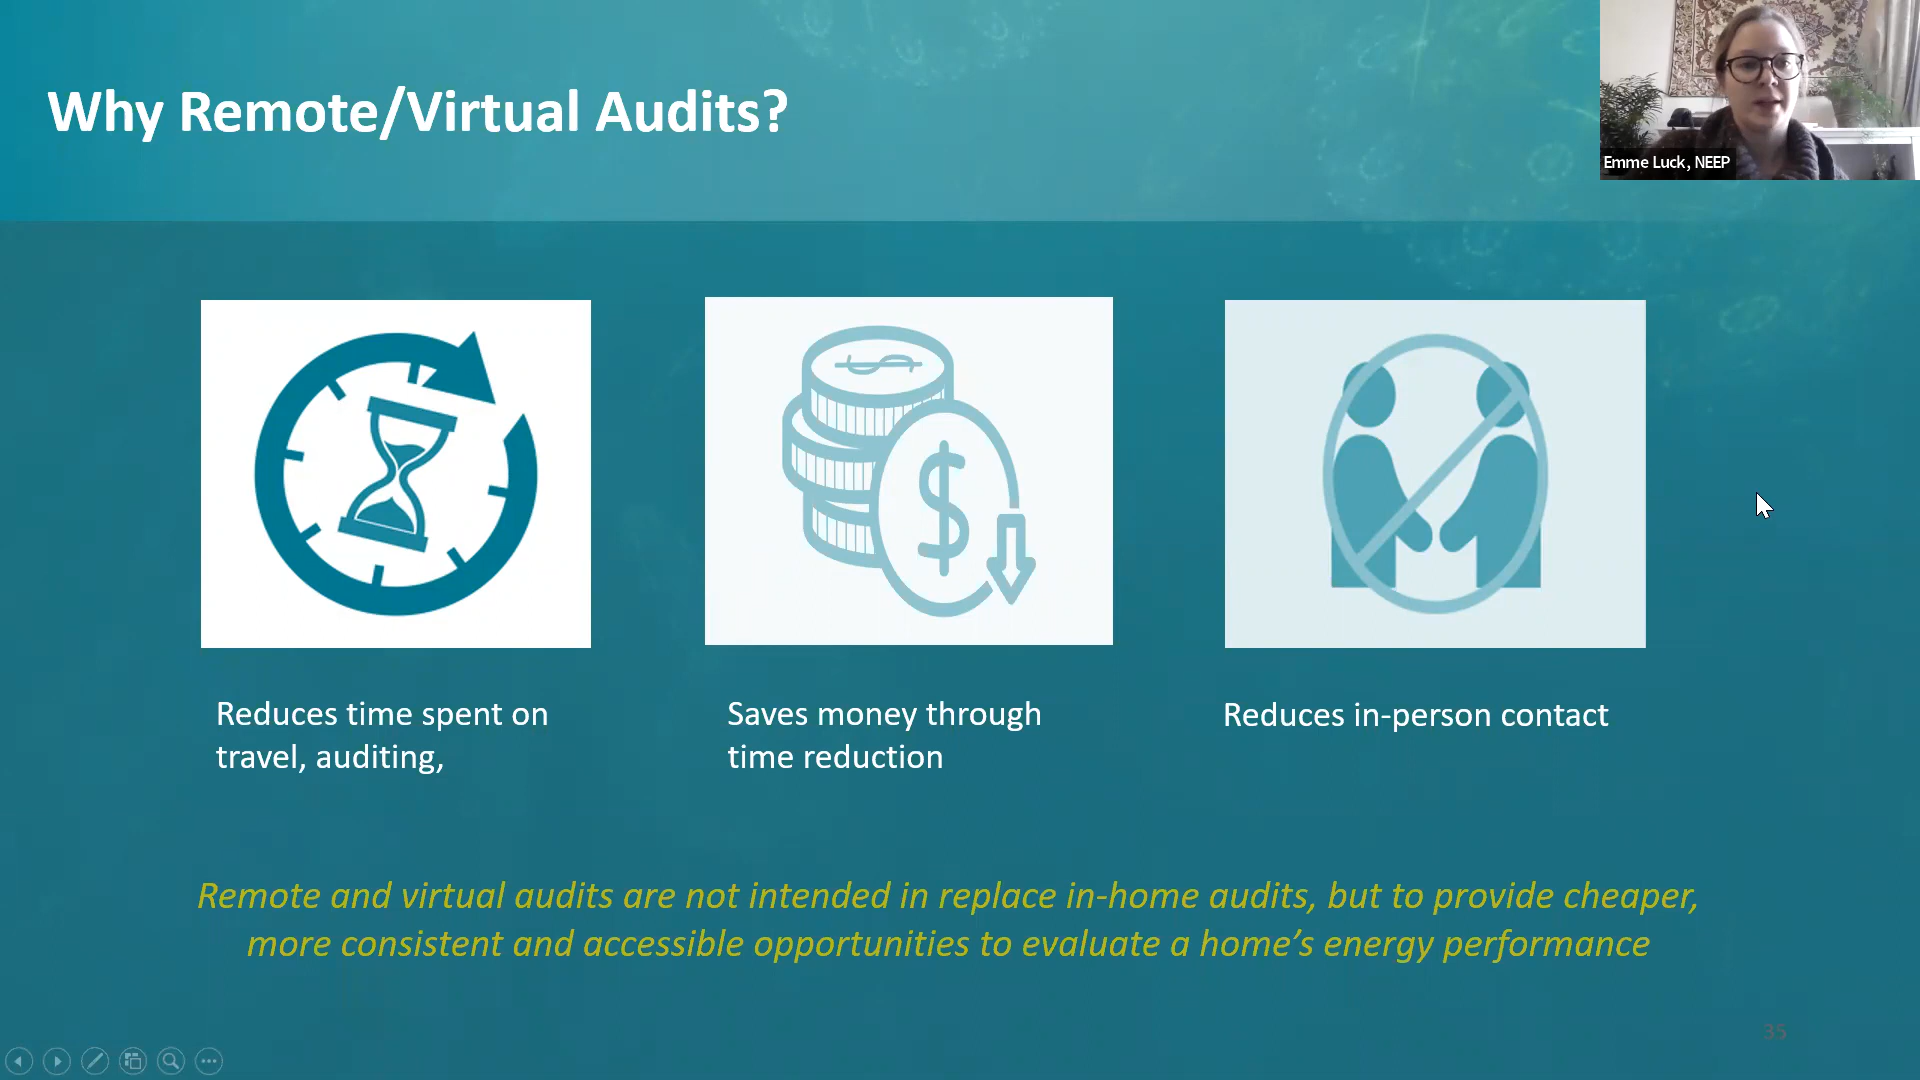 Why Remote/Virtual Audits?
Emme Luck, NEEP
$
$
Reduces time spent on
travel, auditing,
Saves money through
time reduction
Reduces in-person contact
Remote and virtual audits are not intended in replace in-home audits, but to provide cheaper,
more consistent and accessible opportunities to evaluate a home’s energy performance
35